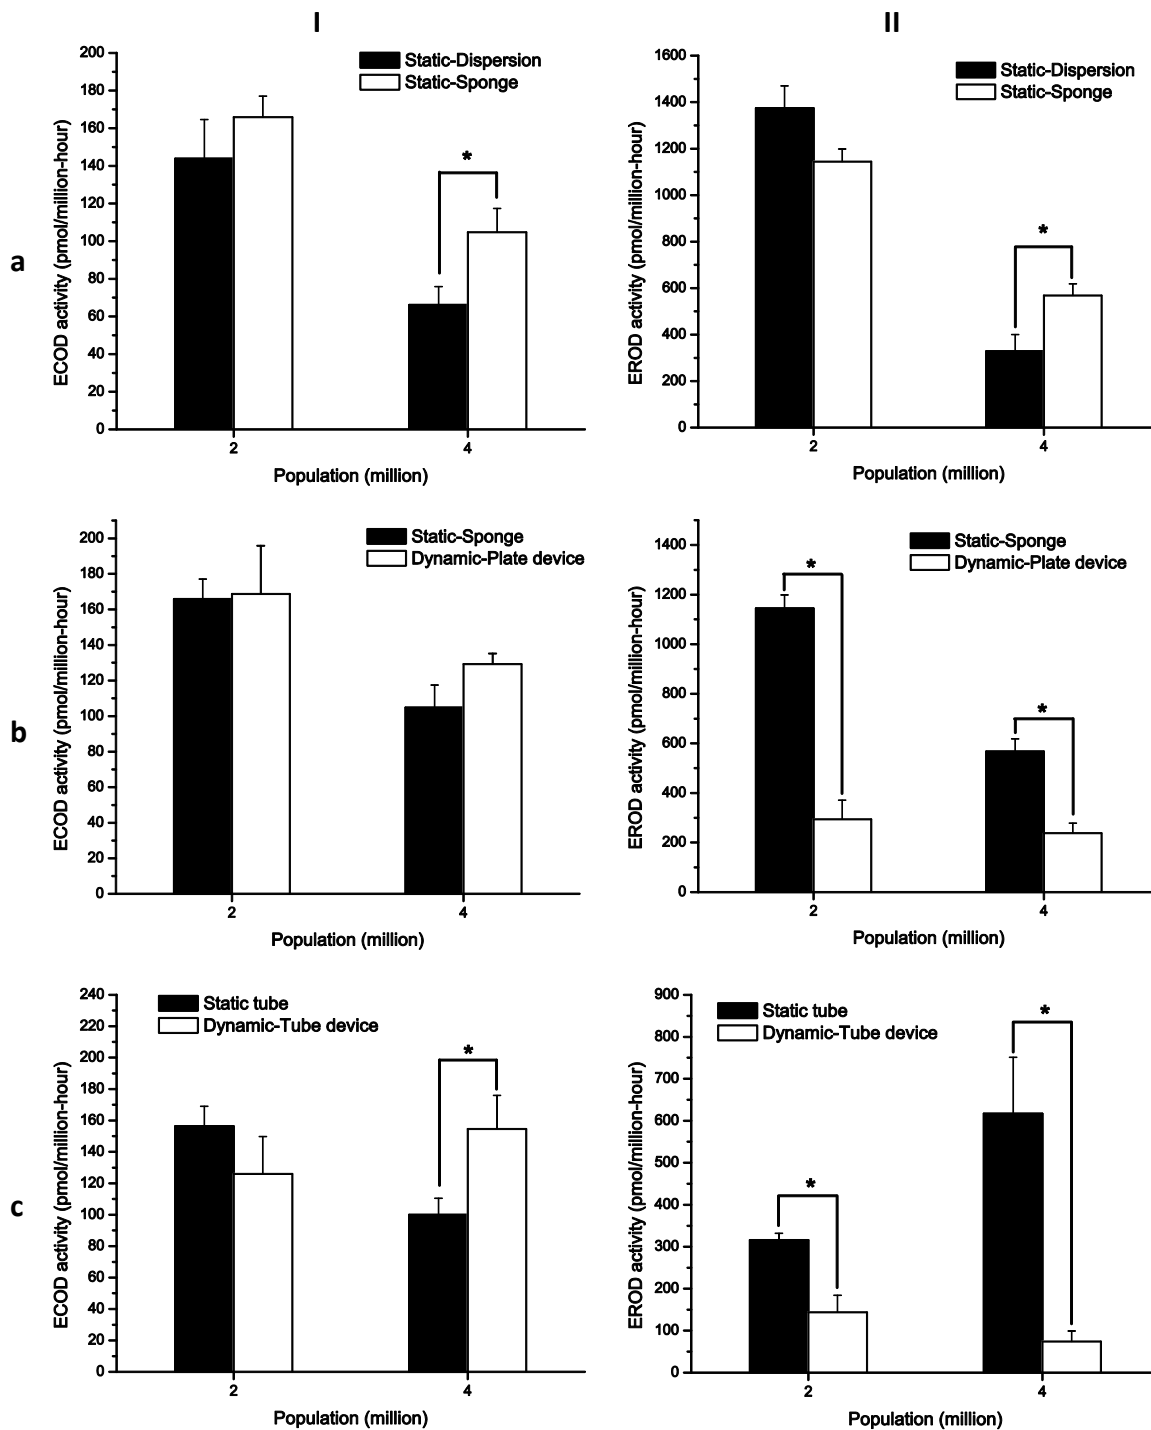 I
II
a
200
180
160
140
120
100
80
60
40
20
0
ECOD activity (pmol/million-hour)
Static-Dispersion
Static-Sponge
*
2
4
Population (million)
1600
1400
1200
1000
800
600
400
200
0
EROD activity (pmol/million-hour)
Static-Dispersion
Static-Sponge
*
2
4
Population (million)
b
200
180
160
140
120
100
80
60
40
20
0
ECOD activity (pmol/million-hour)
Static-Sponge
Dynamic-Plate device
2
4
Population (million)
1400
1200
1000
800
600
400
200
0
EROD activity (pmol/million-hour)
Static-Sponge
Dynamic-Plate device
*
*
2
4
Population (million)
c
240
220
200
180
160
140
120
100
80
60
40
20
0
ECOD activity (pmol/million-hour)
Static tube
Dynamic-Tube device
*
2
4
Population (million)
900
800
700
600
500
400
300
200
100
0
EROD activity (pmol/million-hour)
Static tube
Dynamic-Tube device
*
*
2
4
Population (million)